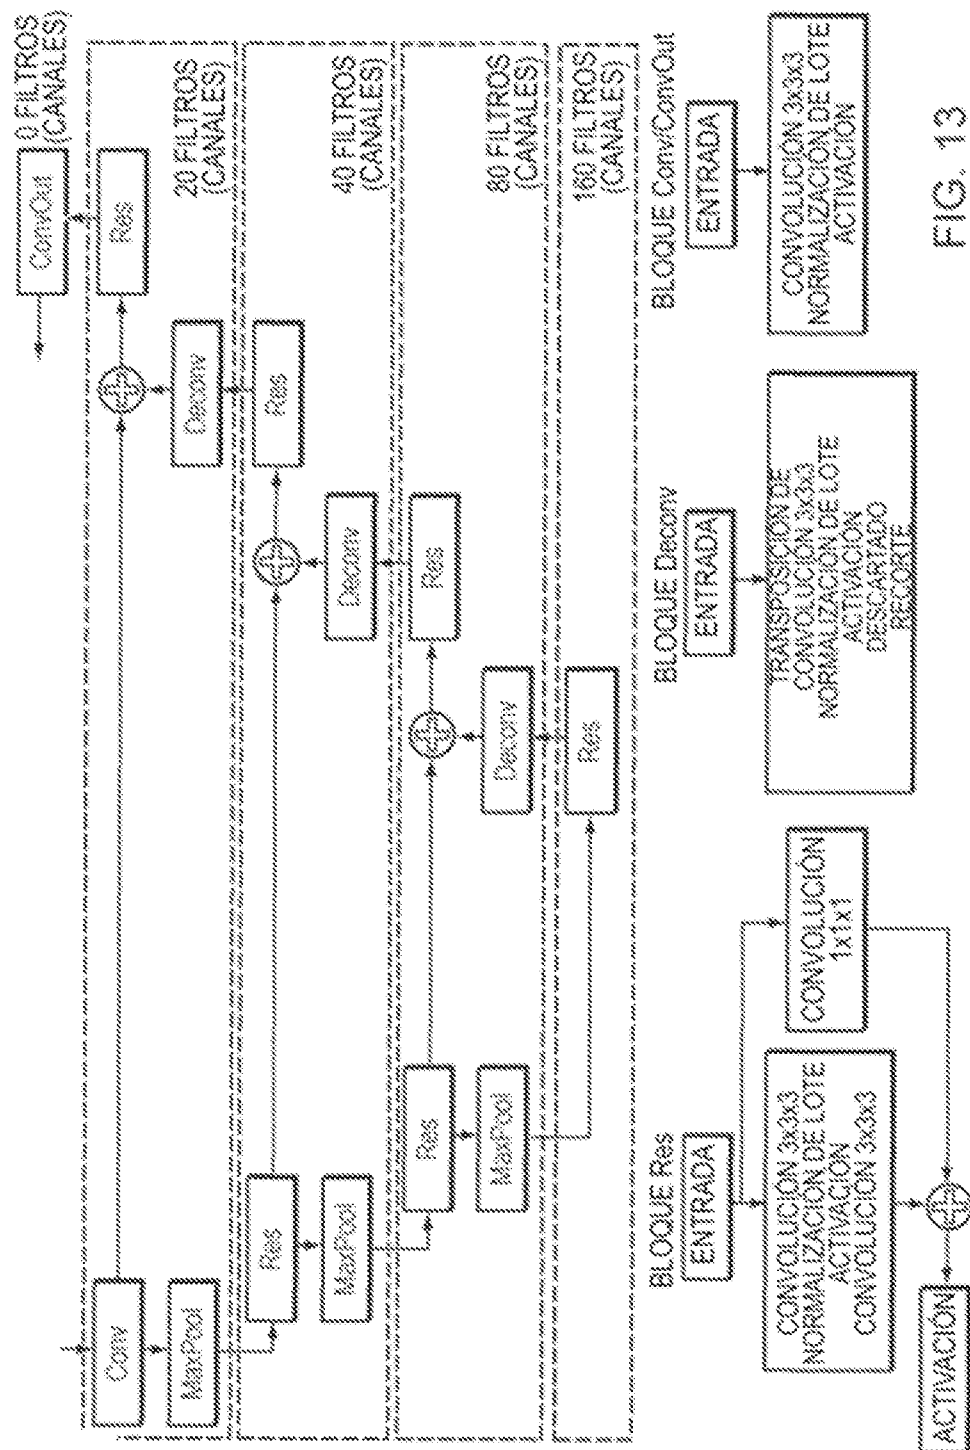 0 FILTROS
(CANALES)
ConvOut
Conv
Res
MaxPool
Deconv
20 FILTROS
(CANALES)
Res
Res
MaxPool
Deconv
40 FILTROS
(CANALES)
Res
Res
MaxPool
Deconv
80 FILTROS
(CANALES)
Res
160 FILTROS
(CANALES)
BLOQUE Res
ENTRADA
CONVOLUCIÓN 3x3x3
NORMALIZACIÓN DE LOTE
ACTIVACIÓN
CONVOLUCIÓN 3x3x3
CONVOLUCIÓN
1x1x1
ACTIVACIÓN
BLOQUE Deconv
ENTRADA
TRANSPOSICIÓN DE
CONVOLUCIÓN 3x3x3
NORMALIZACIÓN DE LOTE
ACTIVACIÓN
DESCARTADO
RECORTE
BLOQUE Conv/ConvOut
ENTRADA
CONVOLUCIÓN 3x3x3
NORMALIZACIÓN DE LOTE
ACTIVACIÓN
FIG. 13